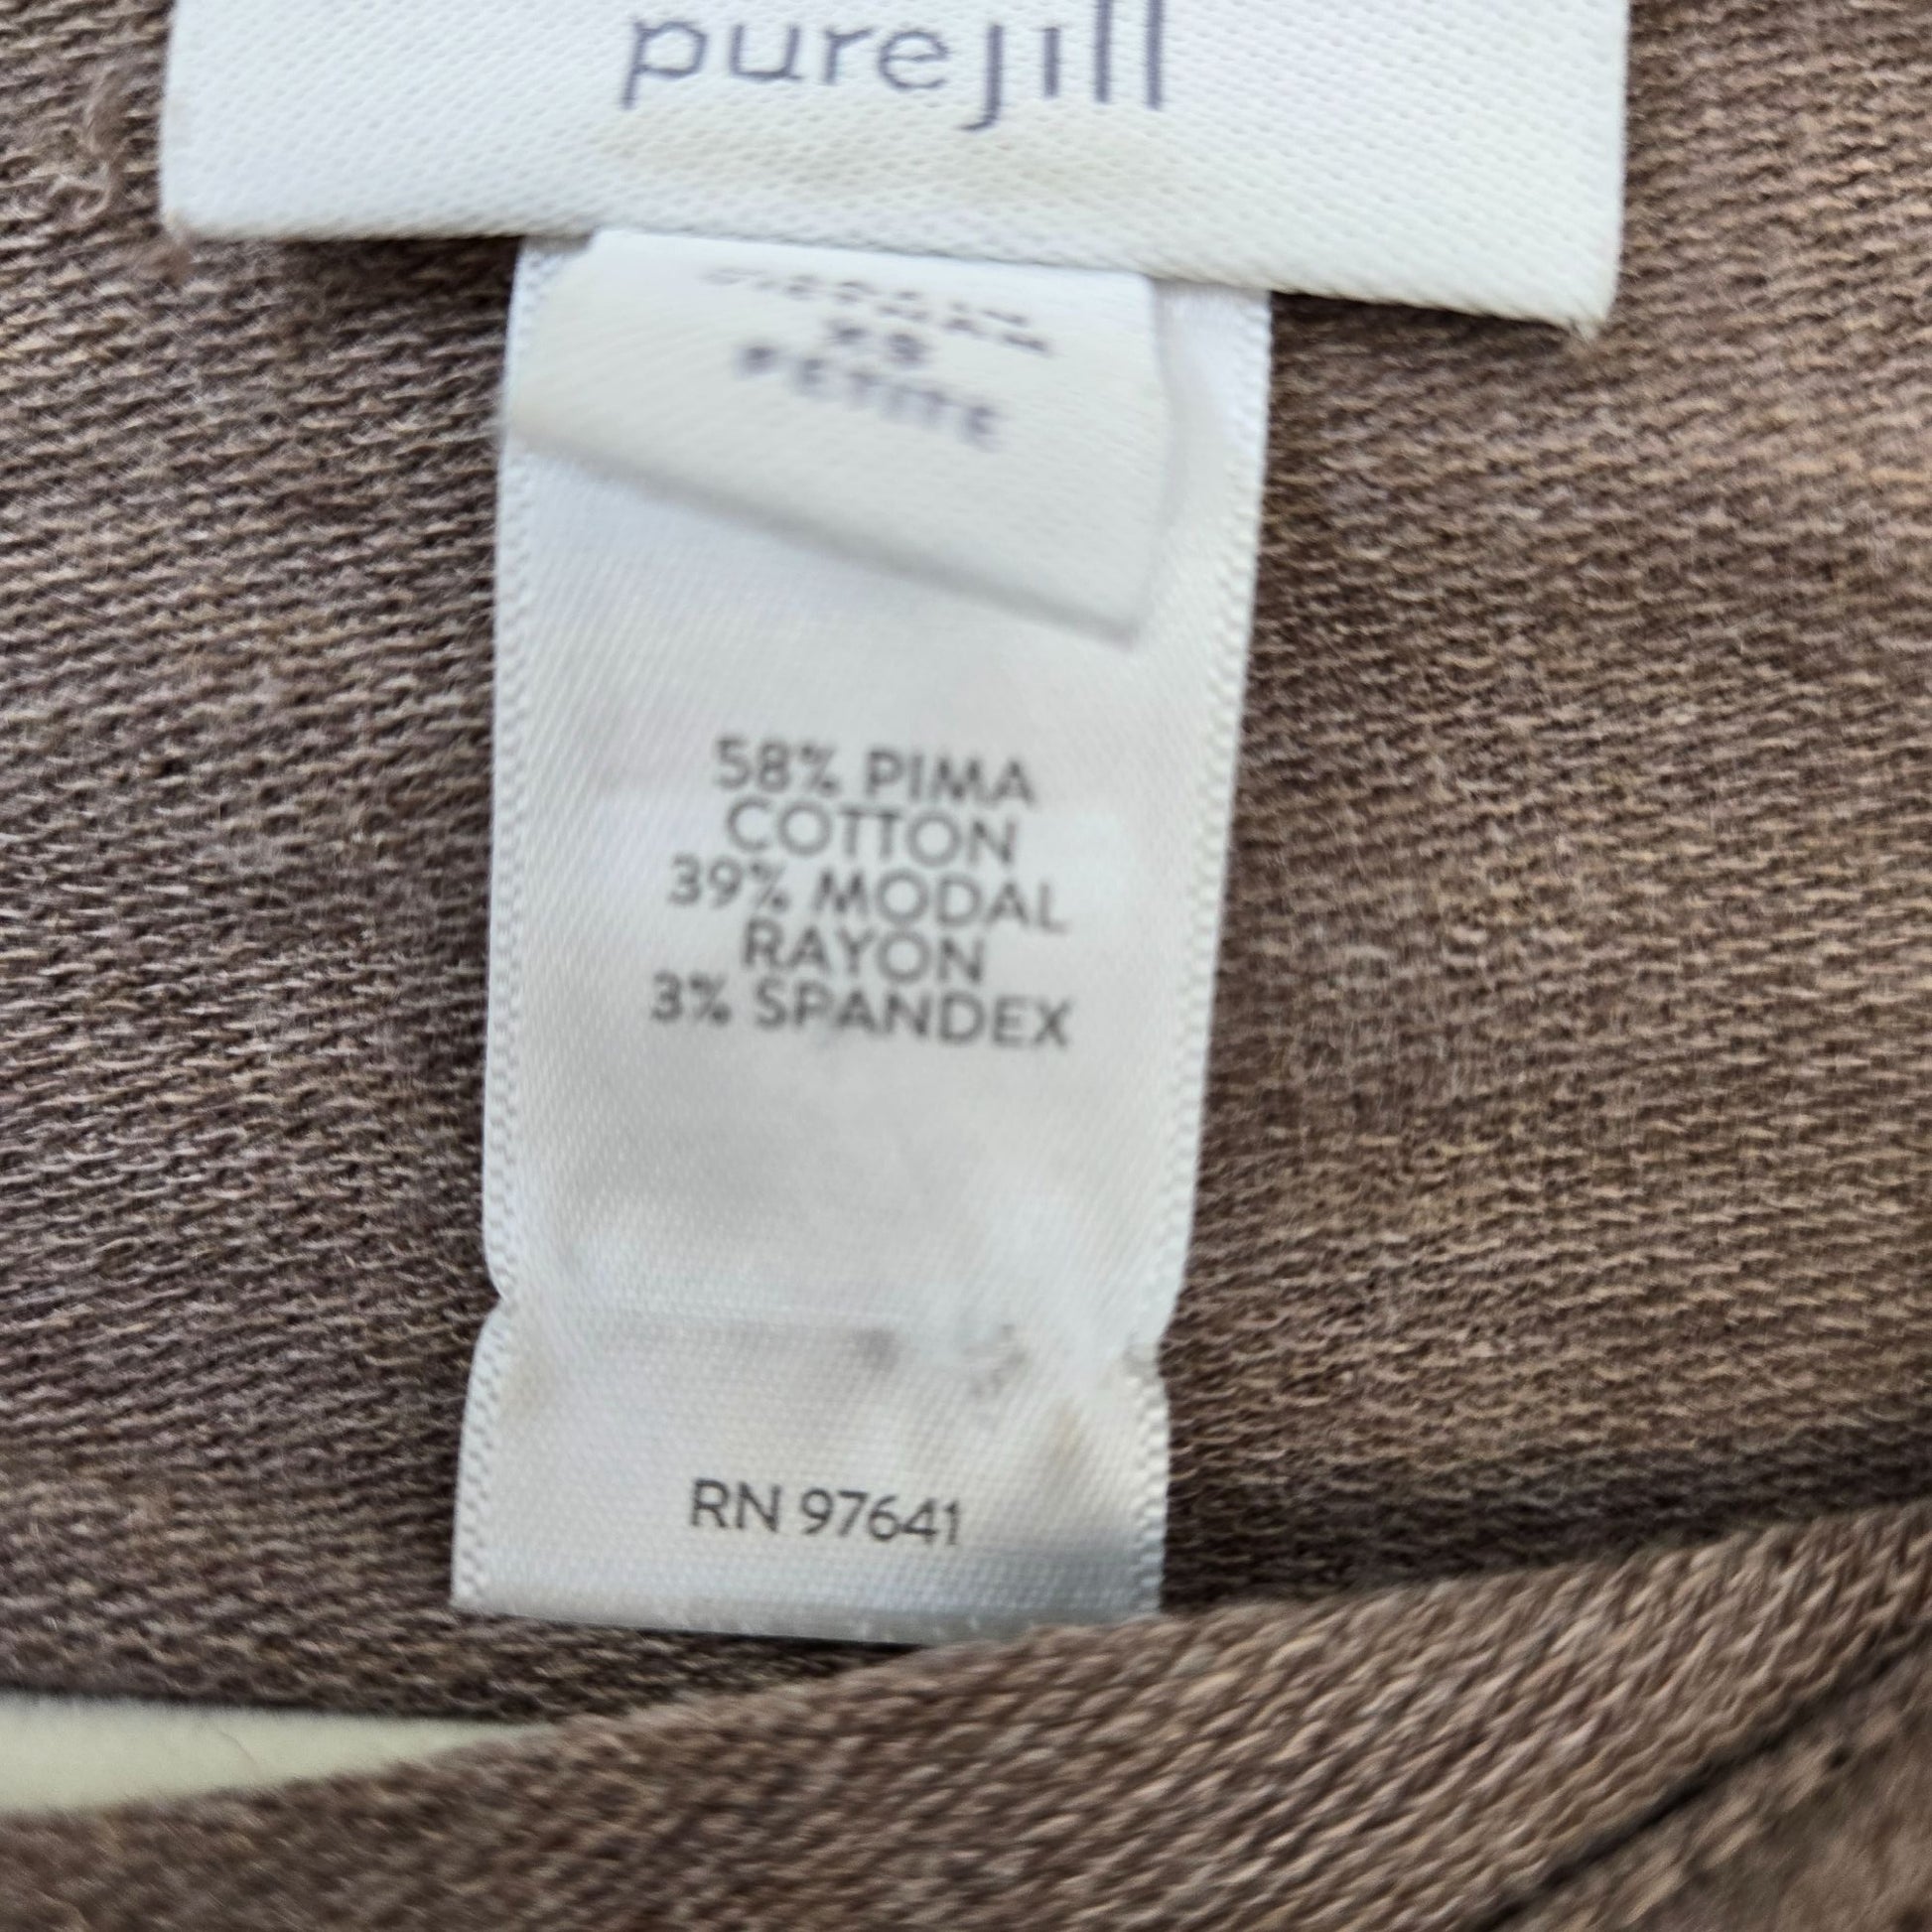 purejill
XS
PETITE
58% PIMA
COTTON
39% MODAL
RAYON
3% SPANDEX
RN 97641